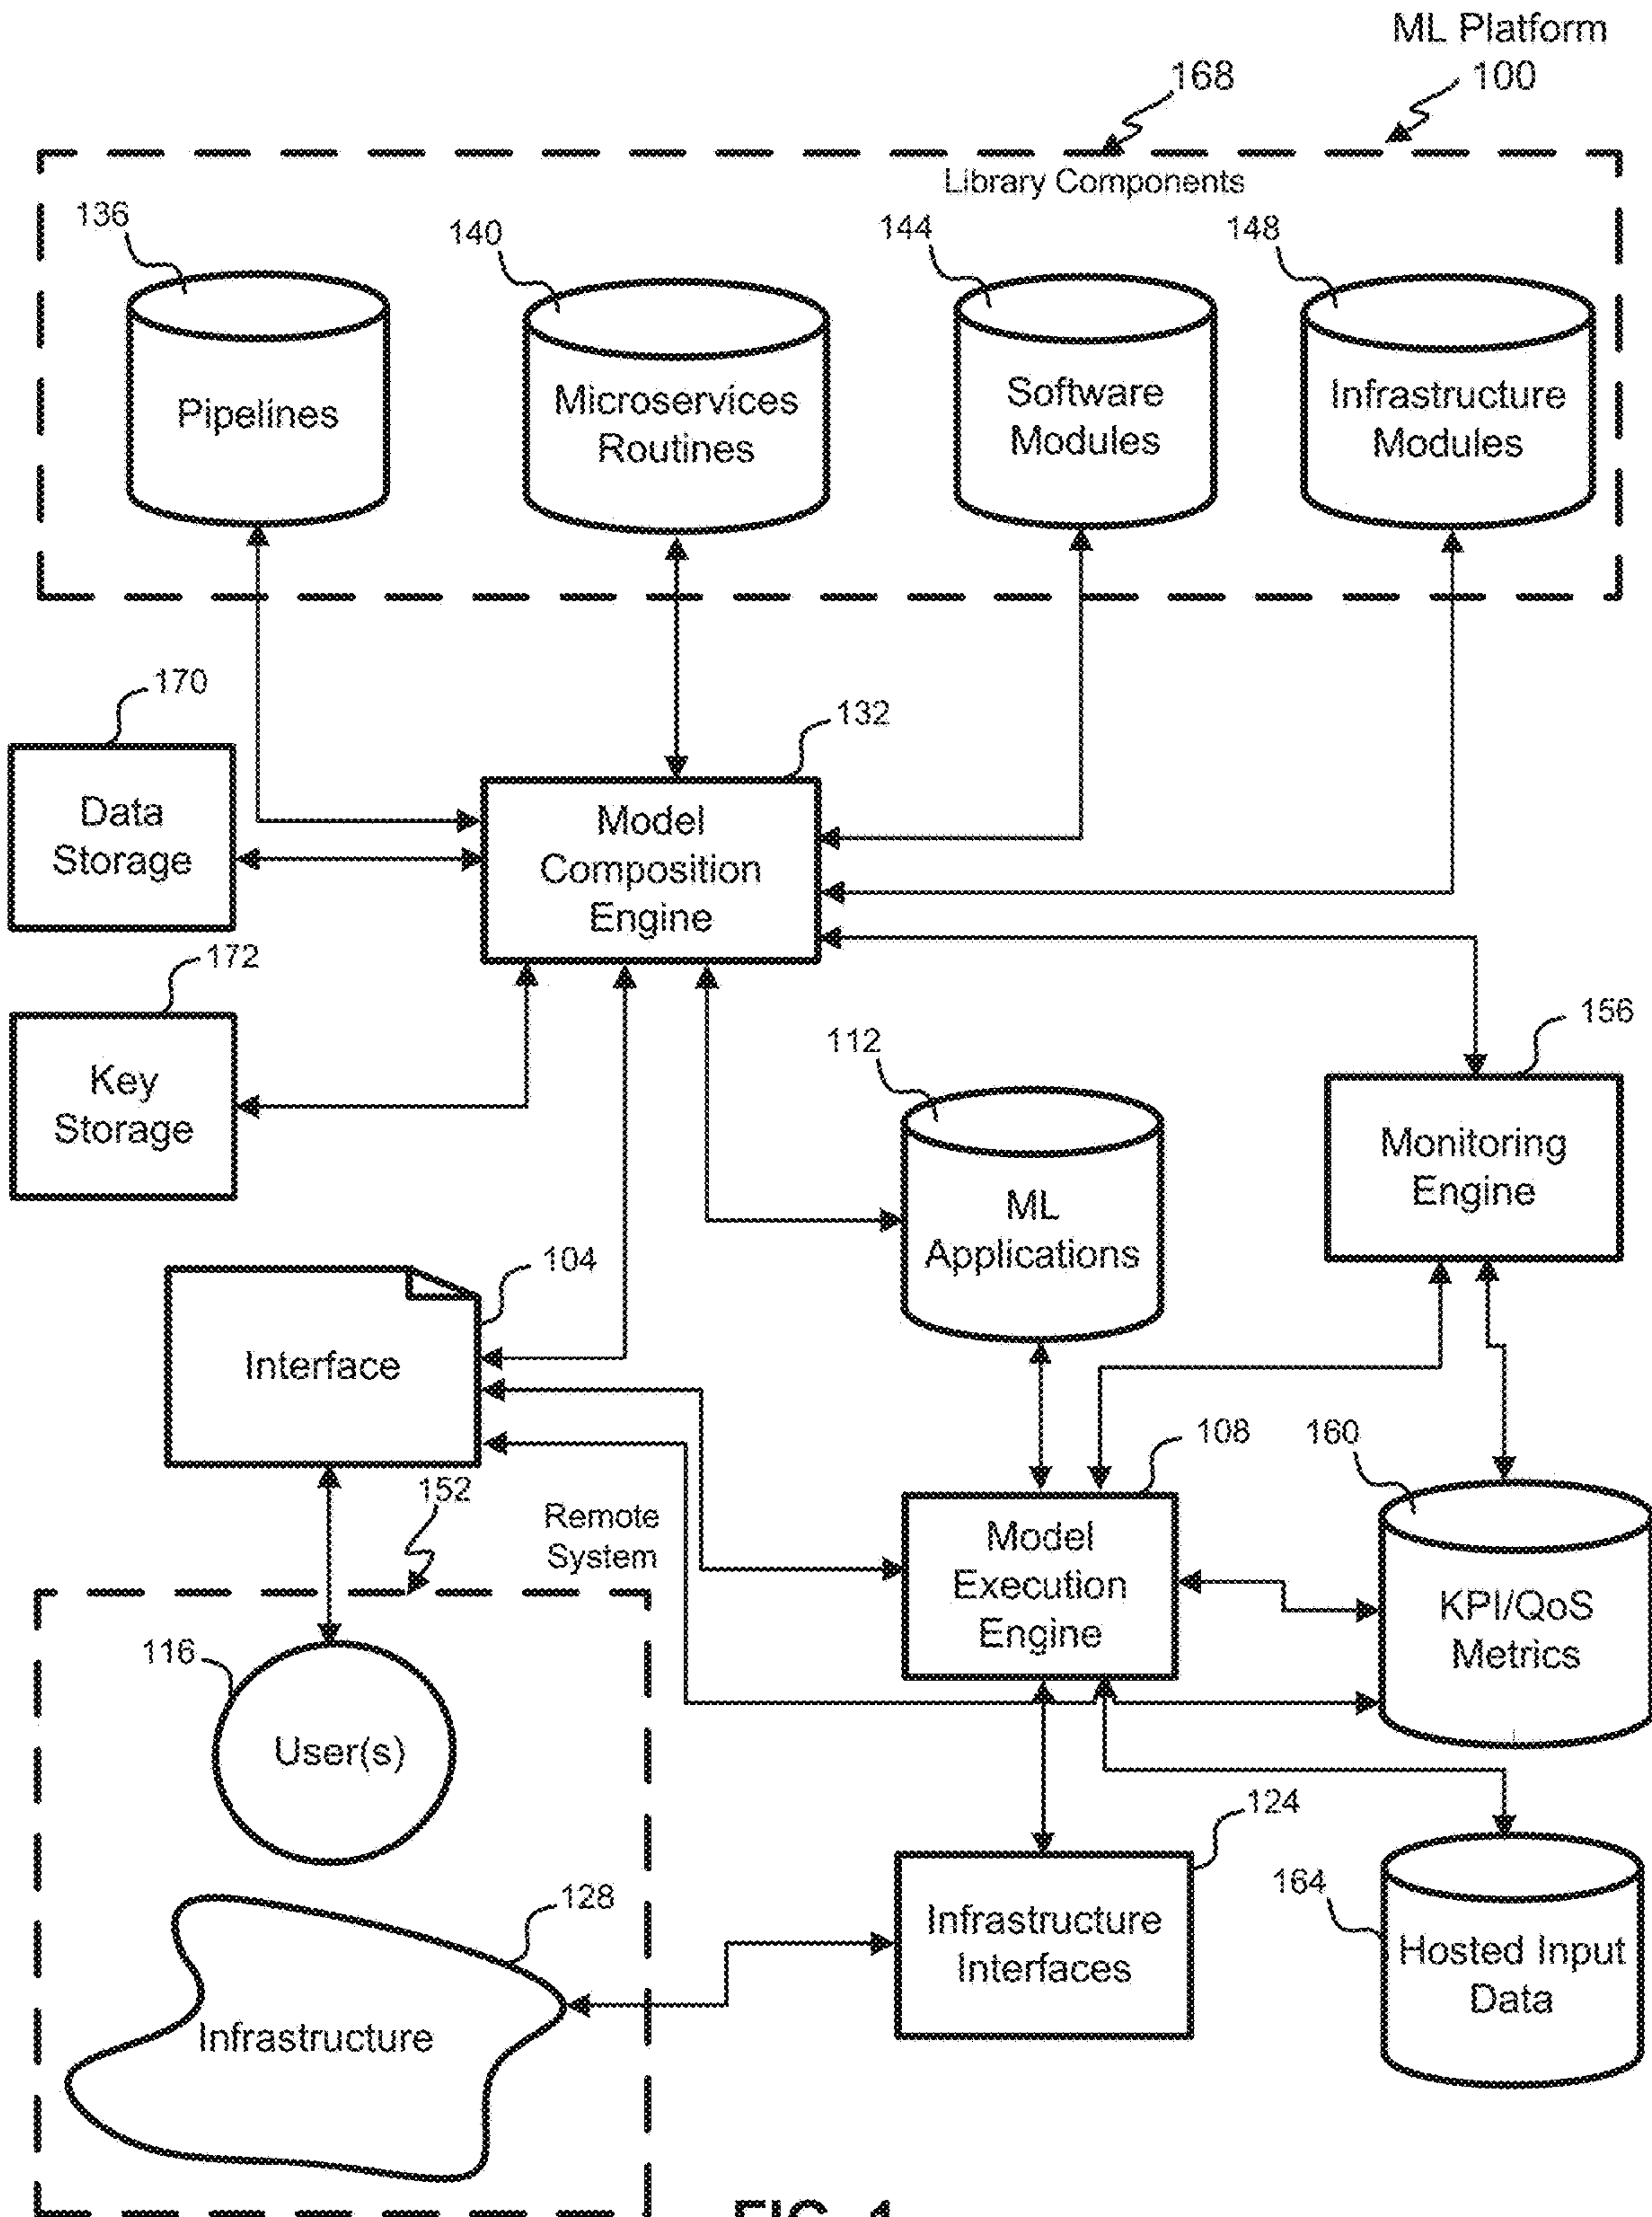 ML Platform
168
100
Library Components
136
140
144
148
Pipelines
Microservices
Routines
Software
Modules
Infrastructure
Modules
170
132
Data
Storage
Model
Composition
Engine
172
156
112
Key
Storage
Monitoring
Engine
ML
Applications
104
Interface
108
160
152
Remote
System
Model
Execution
Engine
KPI/QoS
Metrics
116
User(s)
124
128
164
Infrastructure
Interfaces
Hosted Input
Data
Infrastructure
FIG. 1